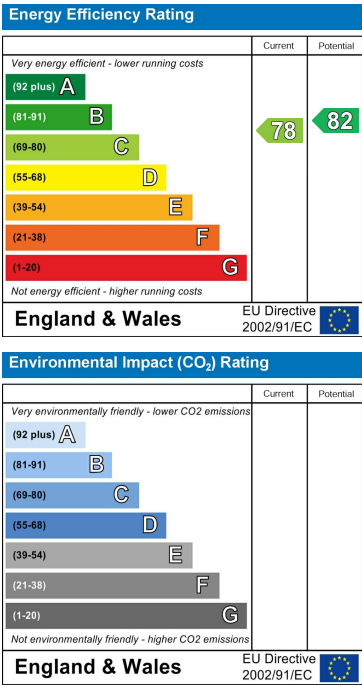 Energy Efficiency Rating
Current Potential
Very energy efficient - lower running costs
(92 plus) A
(81-91) B
(69-80) C
(55-68) D
(39-54) E
(21-38) F
(1-20) G
78
82
Not energy efficient - higher running costs
England & Wales
EU Directive
2002/91/EC
Environmental Impact (CO₂) Rating
Current Potential
Very environmentally friendly - lower CO2 emissions
(92 plus) A
(81-91) B
(69-80) C
(55-68) D
(39-54) E
(21-38) F
(1-20) G
Not environmentally friendly - higher CO2 emissions
England & Wales
EU Directive
2002/91/EC